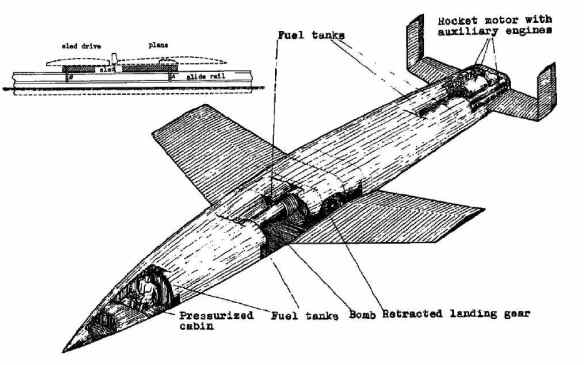 Rocket motor with
auxiliary engines
Fuel tanks
sled drive
plane
sled
glide rail
Pressurized
cabin
Fuel tanks
Bomb
Retracted landing gear